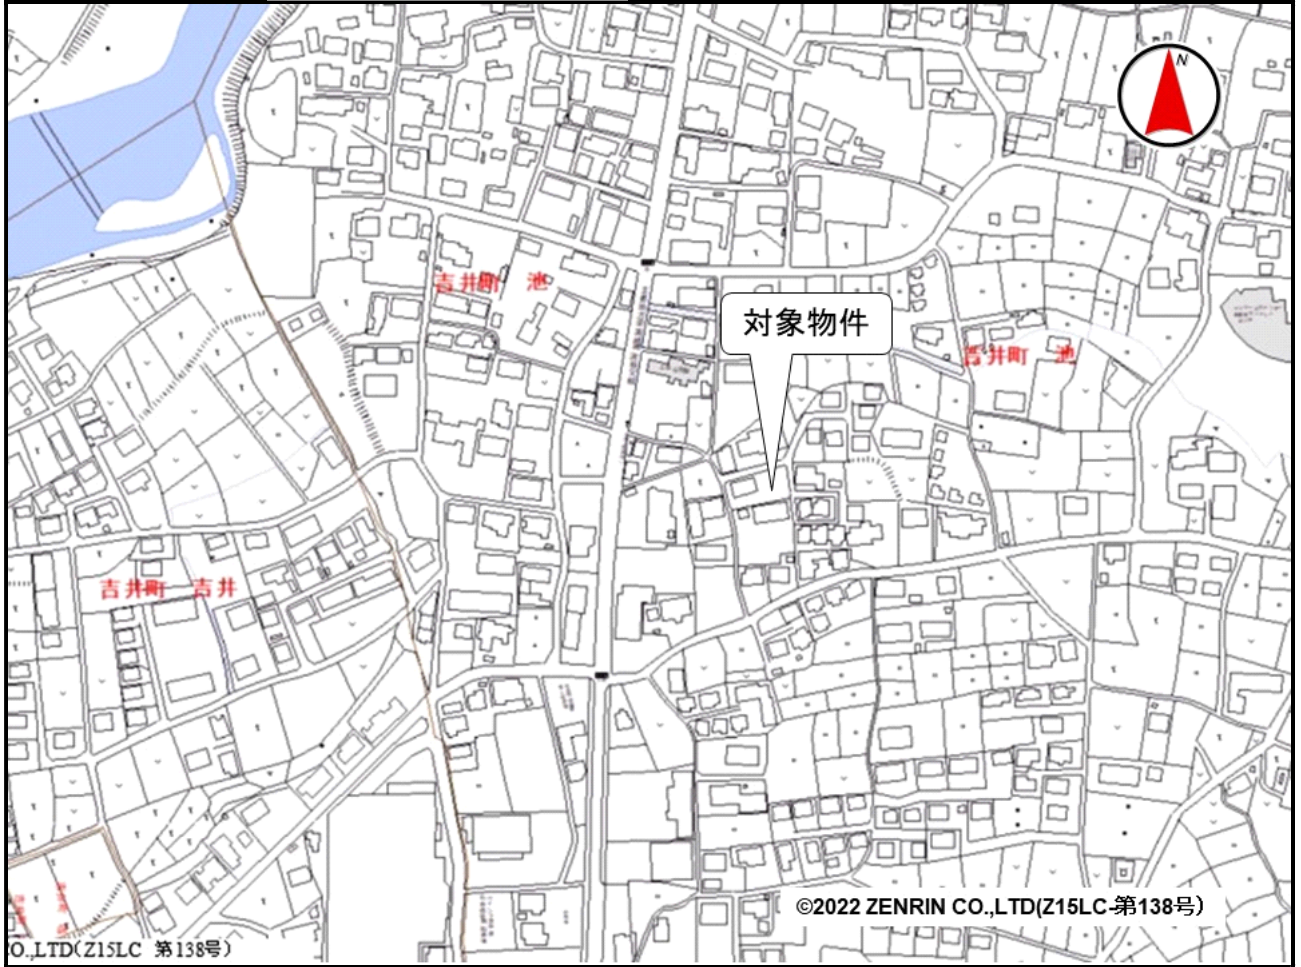 N
吉井町 池
対象物件
吉井町 池
吉井町 吉井
©2022 ZENRIN CO.,LTD(Z15LC-第138号)
O.,LTD(Z15LC 第138号)